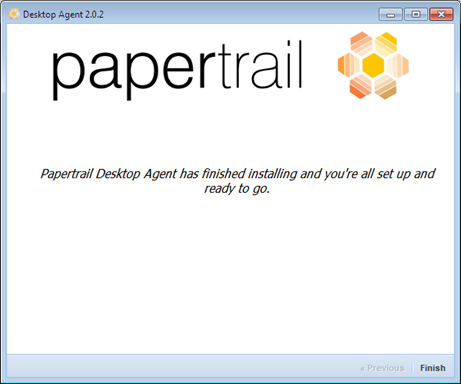 Desktop Agent 2.0.2
papertrail
Papertrail Desktop Agent has finished installing and you're all set up and
ready to go.
« Previous Finish